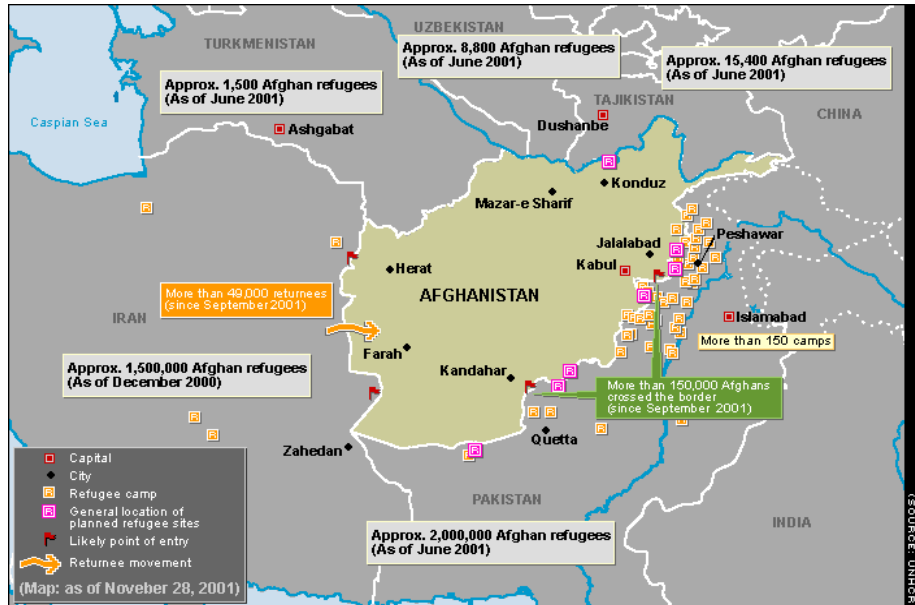 UZBEKISTAN
TURKMENISTAN
Approx. 8,800 Afghan refugees
(As of June 2001)
Approx. 15,400 Afghan refugees
(As of June 2001)
Approx. 1,500 Afghan refugees
(As of June 2001)
TAJIKISTAN
CHINA
Caspian Sea
Ashgabat
Dushanbe
Konduz
Mazar-e Sharif
Peshawar
Jalalabad
Kabul
Herat
AFGHANISTAN
More than 49,000 returnees
(since September 2001)
IRAN
Islamabad
More than 150 camps
Farah
Approx. 1,500,000 Afghan refugees
(As of December 2000)
Kandahar
More than 150,000 Afghans
crossed the border
(since September 2001)
Quetta
Zahedan
Capital
City
R Refugee camp
R General location of
planned refugee sites
Likely point of entry
Returnee movement
(Map: as of Noveber 28, 2001)
PAKISTAN
INDIA
Approx. 2,000,000 Afghan refugees
(As of June 2001)
(SOURCE: UNHCR